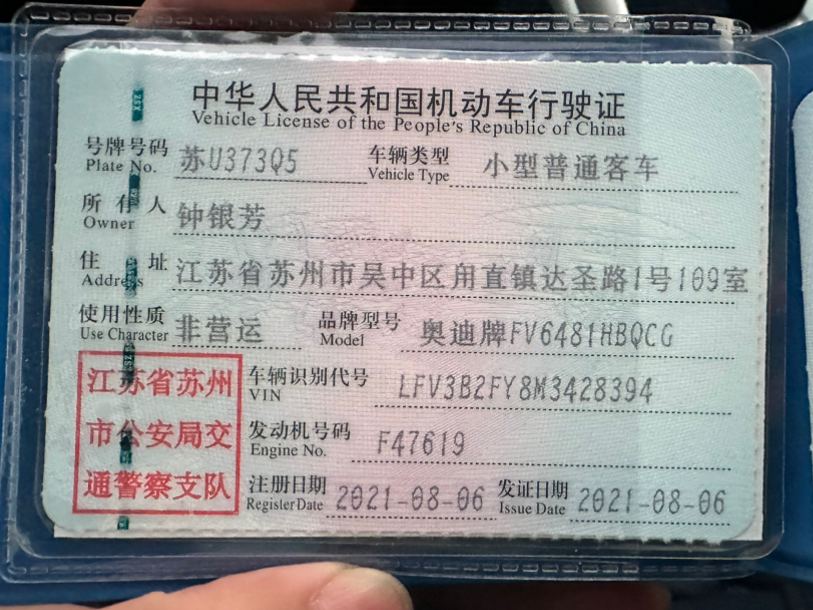 中华人民共和国机动车行驶证
Vehicle License of the People's Republic of China
号牌号码 苏U373Q5 车辆类型 小型普通客车
Plate No. Vehicle Type
所有人 钟银芳
Owner
住址 江苏省苏州市吴中区甪直镇达圣路1号109室
Address
使用性质 非营运 品牌型号 奥迪牌FV6481HBQCG
Use Character Model
江苏省苏州 车辆识别代号 LFV3B2FY8M3428394
VIN
市公安局交 发动机号码 F47619
Engine No.
通警察支队 注册日期 2021-08-06 发证日期 2021-08-06
Register Date Issue Date